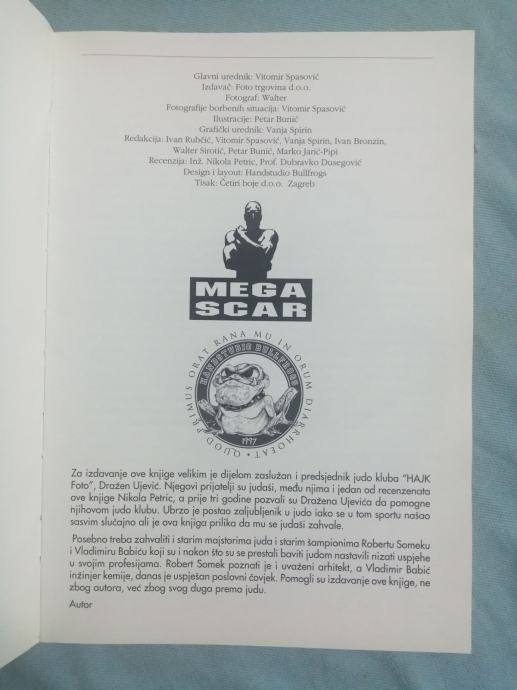 Glavni urednik: Vitomir Spasovič
Izdavač: Foto trgovina d.o.o.
Fotograf: Walter
Fotografije borbenih situacija: Vitomir Spasovič
Ilustracije: Petar Bunič
Grafički urednik: Vanja Spirin
Redakcija: Ivan Rubčić, Vitomir Spasovič, Vanja Spirin, Ivan Bronzin,
Walter Sirotić, Petar Bunić, Marko Jarić-Pipi
Recenzija: Inž. Nikola Petric, Prof. Dubravko Dusegović
Design i layout: Handstudio Bullfrogs
Tisak: Četiri boje d.o.o. Zagreb
MEGA
SCAR
QUOD PRIMUS ORAT RANA MU IN ORUM DIARRHOEAT
HANDSTUDIO BULLFROGS
1997
Za izdavanje ove knjige velikim je dijelom zaslužan i predsjednik judo kluba "HAJK
Foto", Dražen Ujević. Njegovi prijatelji su judaši, među njima i jedan od recenzenata
ove knjige Nikola Petric, a prije tri godine pozvali su Dražena Ujevića da pomogne
njihovom judo klubu. Ubrzo je postao zaljubljenik u judo iako se u tom sportu našao
sasvim slučajno ali je ova knjiga prilika da mu se judaši zahvale.
Posebno treba zahvaliti i starim majstorima juda i starim šampionima Robertu Someku
i Vladimiru Babiću koji su i nakon što su se prestali baviti judom nastavili nizati uspjehe
u svojim profesijama. Robert Somek poznati je i uvaženi arhitekt, a Vladimir Babić
inžinjer kemije, danas je uspješan poslovni čovjek. Pomogli su izdavanje ove knjige, ne
zbog autora, već zbog svog duga prema judu.
Autor